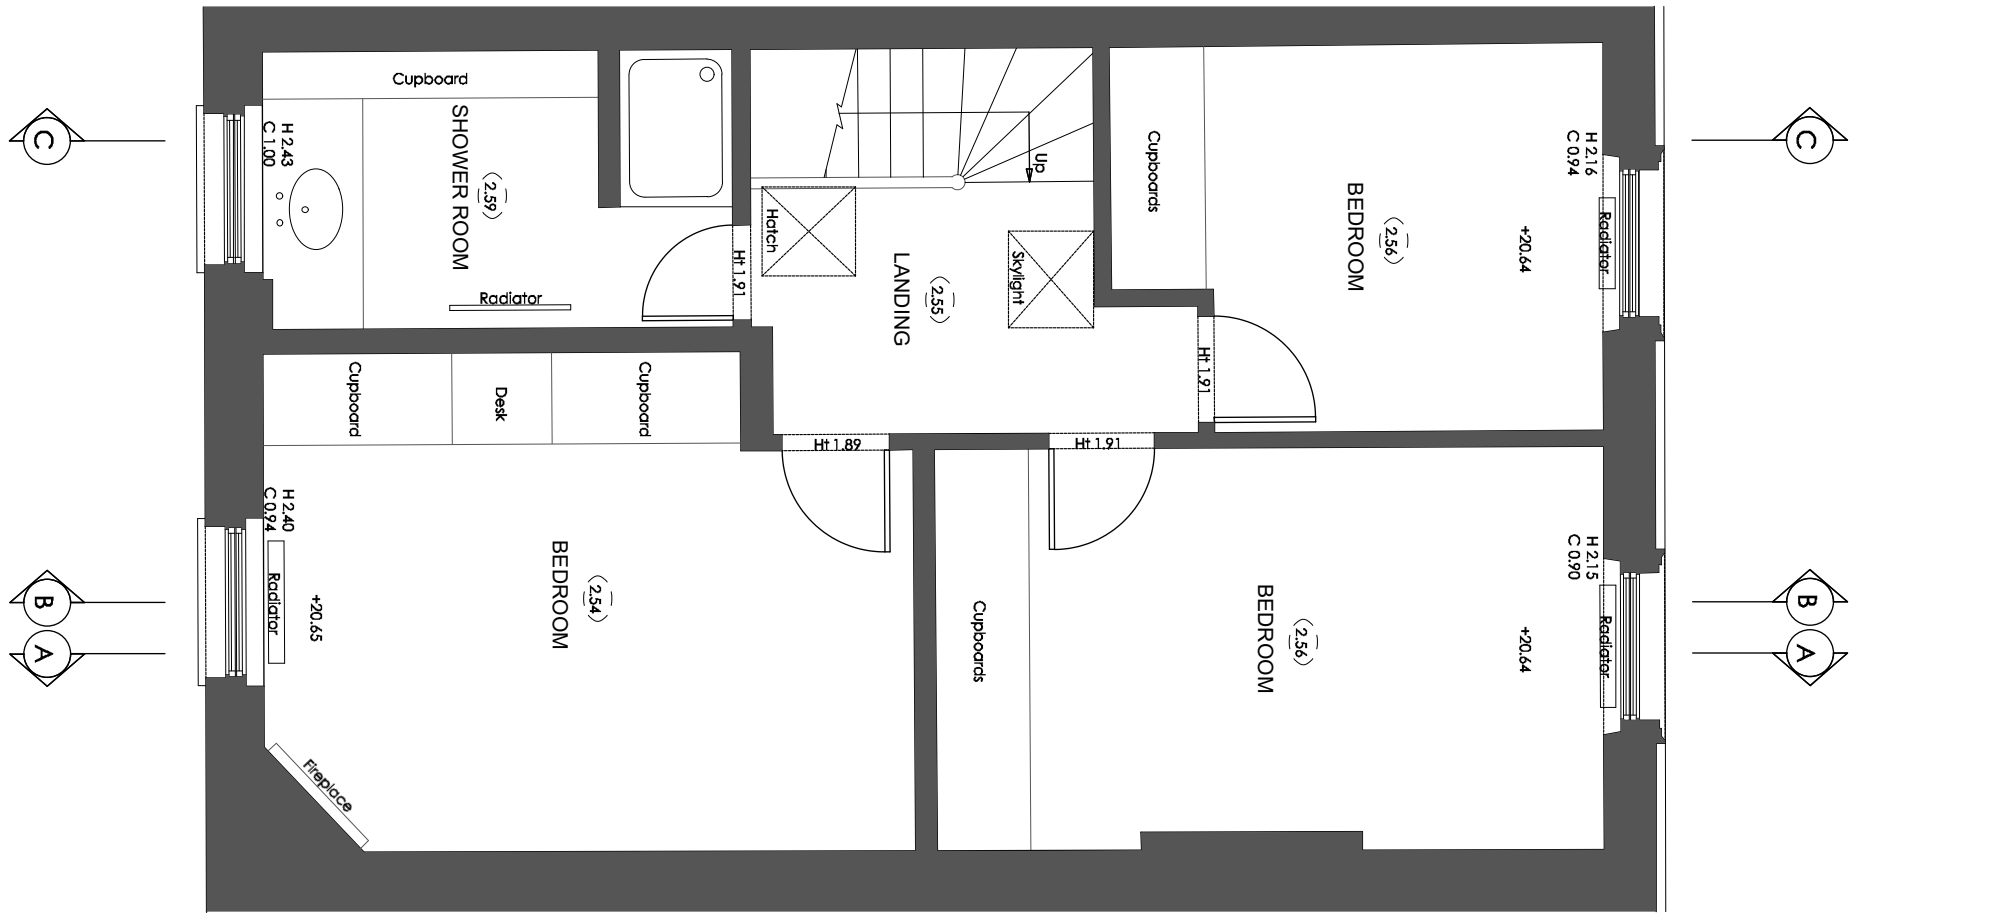 Cupboard
SHOWER ROOM
(2.59)
H 2.43
C 1.00
Radiator
Ht 1.91
Hatch
LANDING
(2.55)
Skylight
Up
Cupboards
BEDROOM
(2.56)
+20.64
H 2.16
C 0.94
Radiator
Ht 1.91
C
C
Cupboard
Desk
Cupboard
Ht 1.89
Ht 1.91
H 2.40
C 0.94
Radiator
+20.65
BEDROOM
(2.54)
Fireplace
Cupboards
BEDROOM
(2.56)
+20.64
H 2.15
C 0.90
Radiator
B
A
B
A